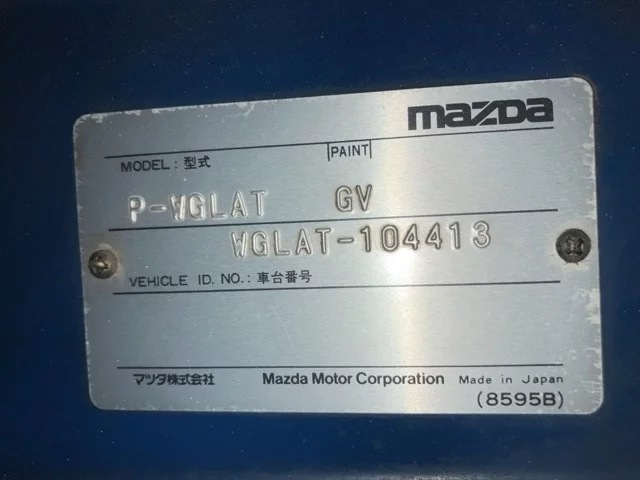 mazda
MODEL : 型式 PAINT
P-WGLAT GV
WGLAT-104413
VEHICLE ID. NO. : 車台番号
マツダ株式会社 Mazda Motor Corporation Made in Japan
(8595B)